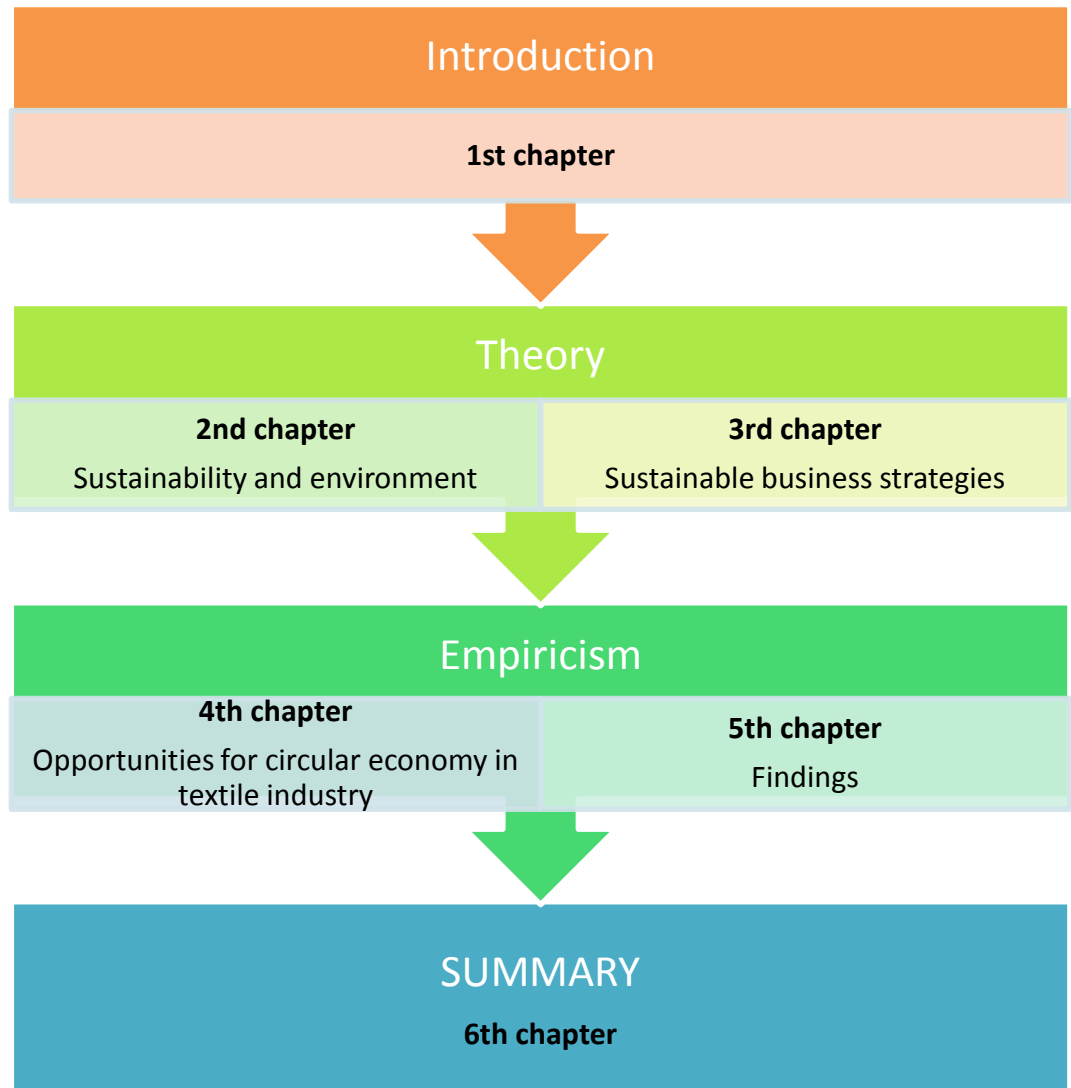 Introduction
1st chapter
Theory
2nd chapter
Sustainability and environment
3rd chapter
Sustainable business strategies
Empiricism
4th chapter
Opportunities for circular economy in
textile industry
5th chapter
Findings
SUMMARY
6th chapter